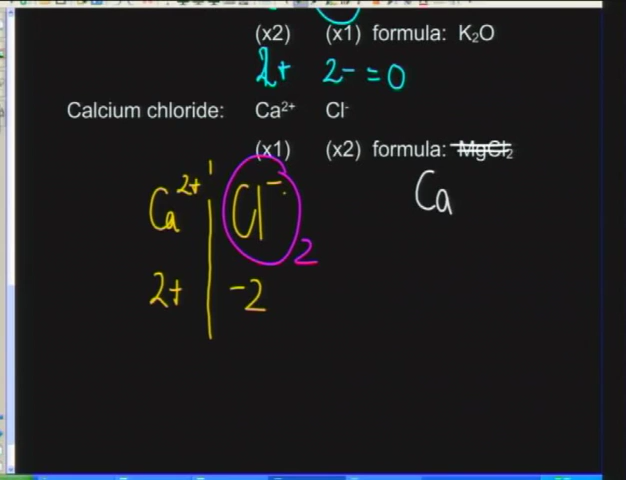 (x2) (x1) formula: K₂O
2+ 2- = 0
Calcium chloride: Ca²⁺ Cl⁻
(x1) (x2) formula: MgCl₂
Ca²⁺ Cl⁻ 2 Ca
2+ -2